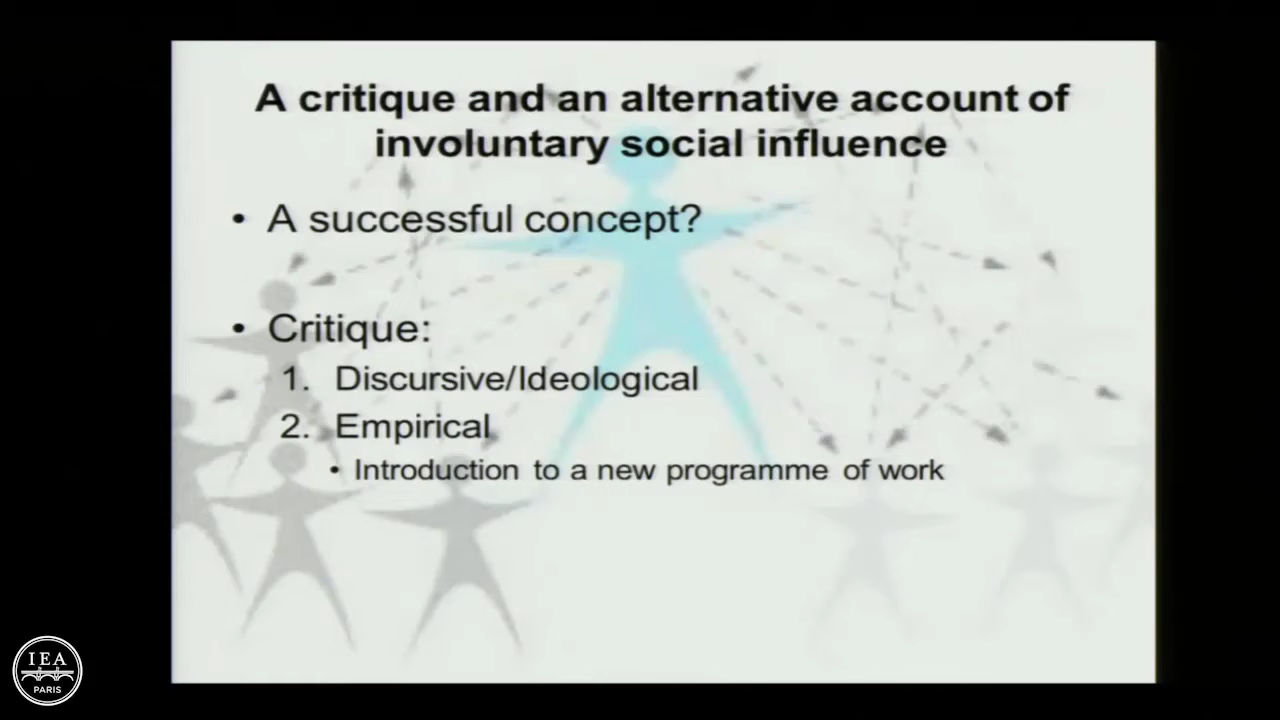 A critique and an alternative account of
involuntary social influence
• A successful concept?
• Critique:
1. Discursive/Ideological
2. Empirical
• Introduction to a new programme of work
IEA
PARIS